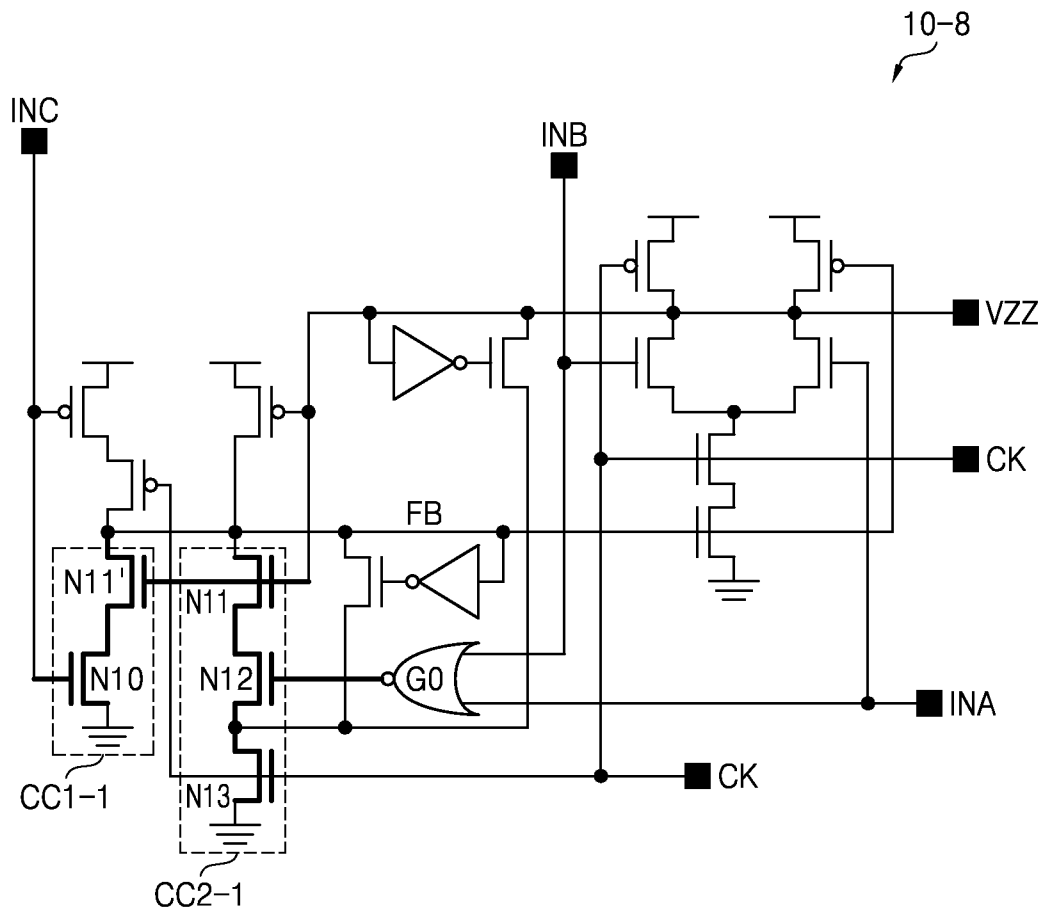 10-8
INC
INB
VZZ
CK
FB
N11'
N11
N10
N12
G0
INA
N13
CK
CC1-1
CC2-1